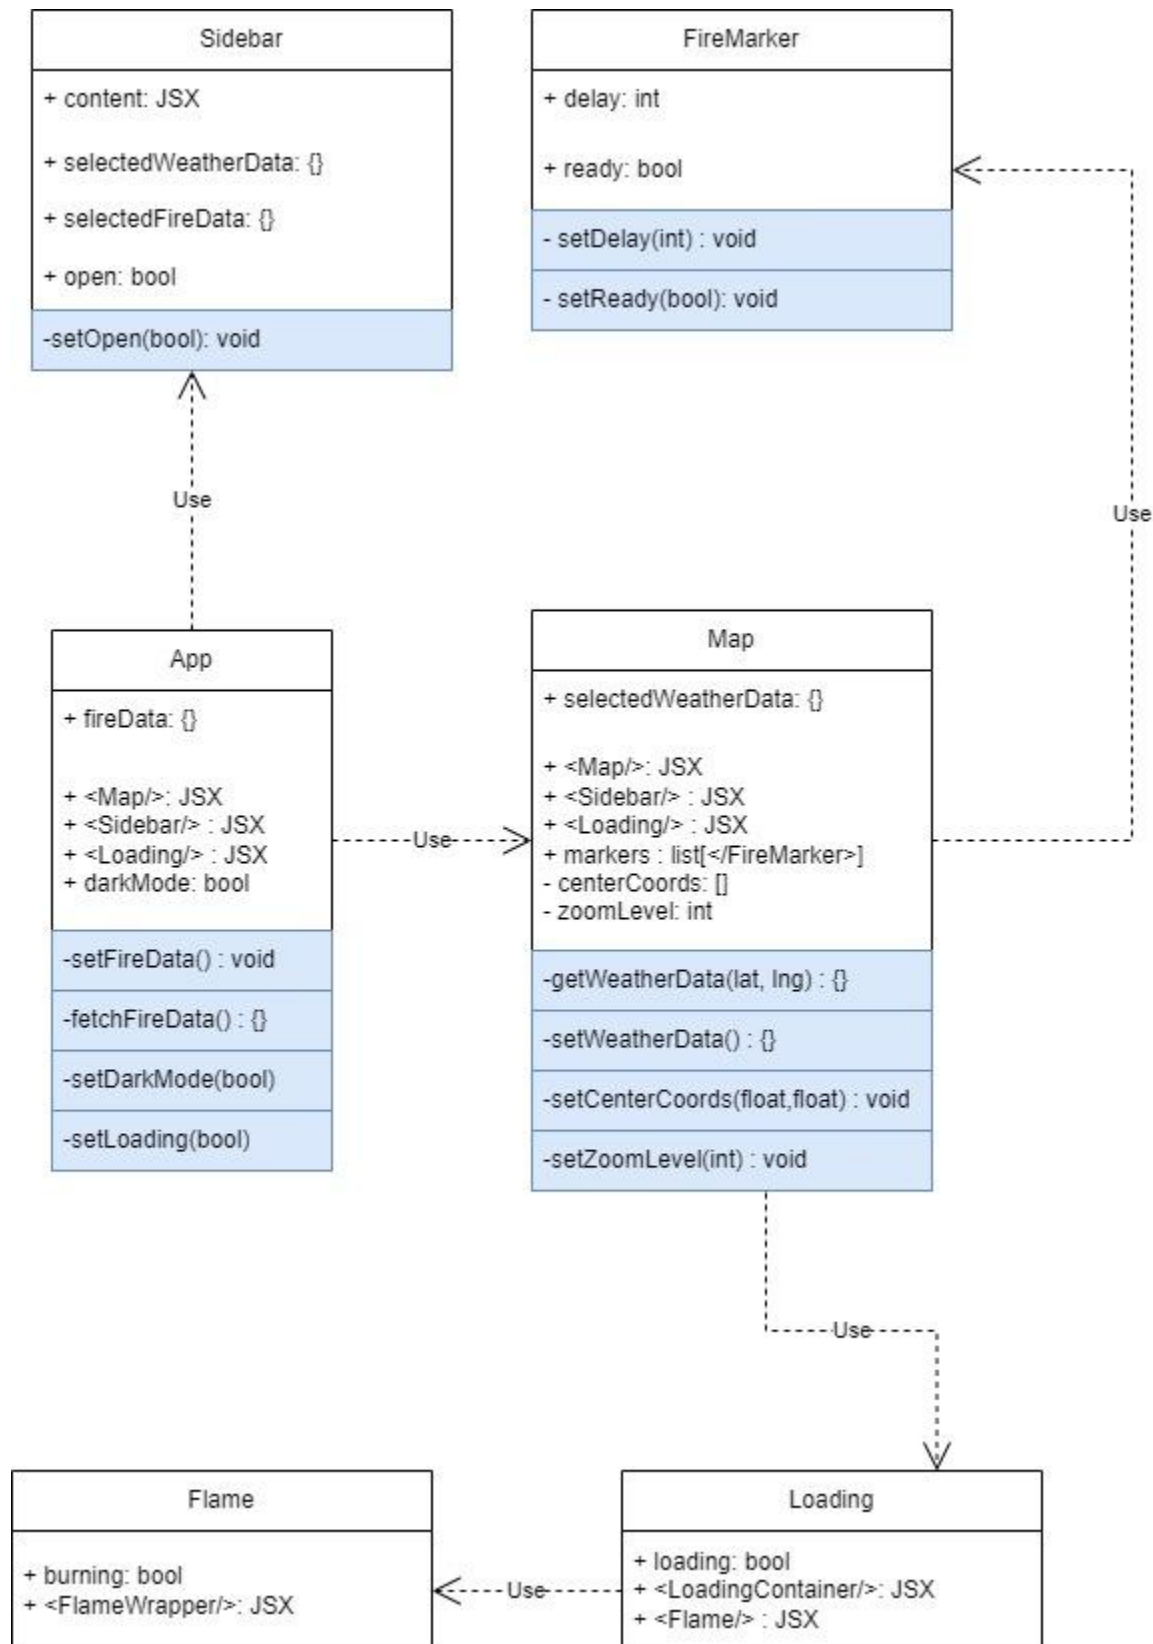 Sidebar
+ content: JSX
+ selectedWeatherData: {}
+ selectedFireData: {}
+ open: bool
-setOpen(bool): void
FireMarker
+ delay: int
+ ready: bool
- setDelay(int) : void
- setReady(bool): void
Use
Use
App
+ fireData: {}
+ <Map/>: JSX
+ <Sidebar/> : JSX
+ <Loading/> : JSX
+ darkMode: bool
-setFireData() : void
-fetchFireData() : {}
-setDarkMode(bool)
-setLoading(bool)
Use
Map
+ selectedWeatherData: {}
+ <Map/>: JSX
+ <Sidebar/> : JSX
+ <Loading/> : JSX
+ markers : list[</FireMarker>]
- centerCoords: []
- zoomLevel: int
-getWeatherData(lat, lng) : {}
-setWeatherData() : {}
-setCenterCoords(float,float) : void
-setZoomLevel(int) : void
Use
Flame
+ burning: bool
+ <FlameWrapper/>: JSX
Use
Loading
+ loading: bool
+ <LoadingContainer/>: JSX
+ <Flame/> : JSX